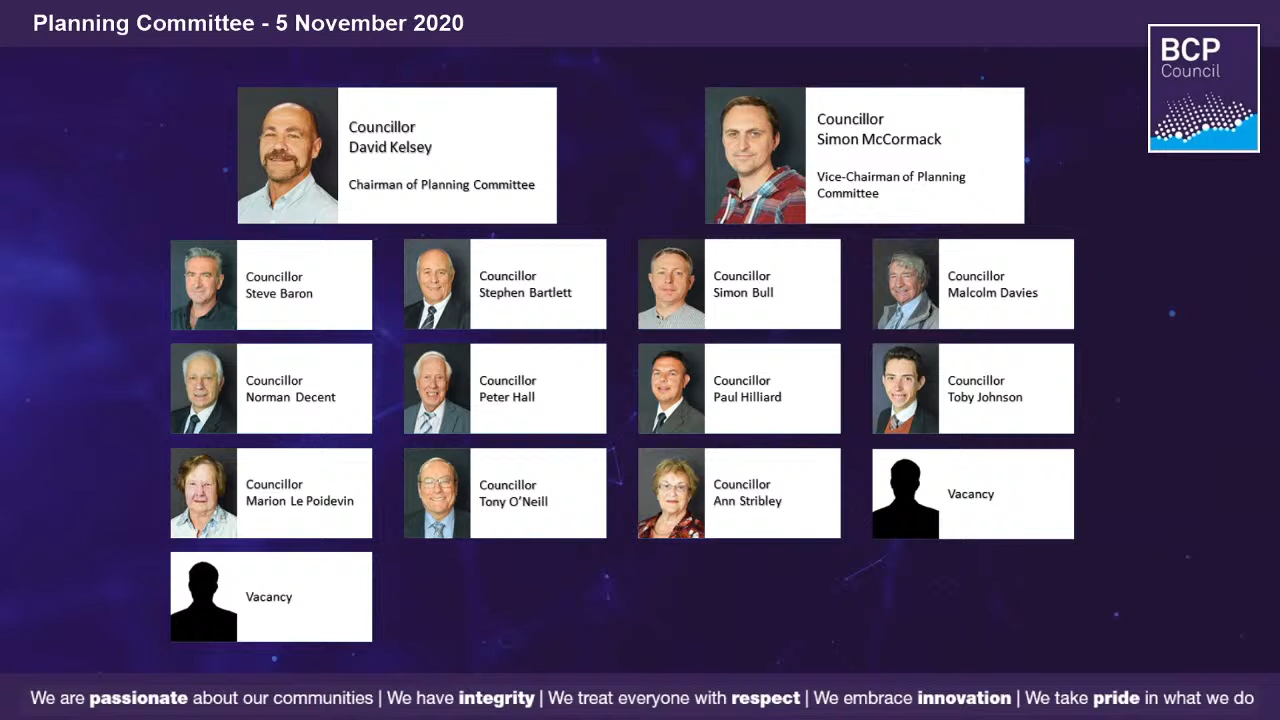 Planning Committee - 5 November 2020
BCP
Council
Councillor
David Kelsey
Chairman of Planning Committee
Councillor
Simon McCormack
Vice-Chairman of Planning
Committee
Councillor
Steve Baron
Councillor
Stephen Bartlett
Councillor
Simon Bull
Councillor
Malcolm Davies
Councillor
Norman Decent
Councillor
Peter Hall
Councillor
Paul Hilliard
Councillor
Toby Johnson
Councillor
Marion Le Poidevin
Councillor
Tony O'Neill
Councillor
Ann Stribley
Vacancy
Vacancy
We are passionate about our communities | We have integrity | We treat everyone with respect | We embrace innovation | We take pride in what we do